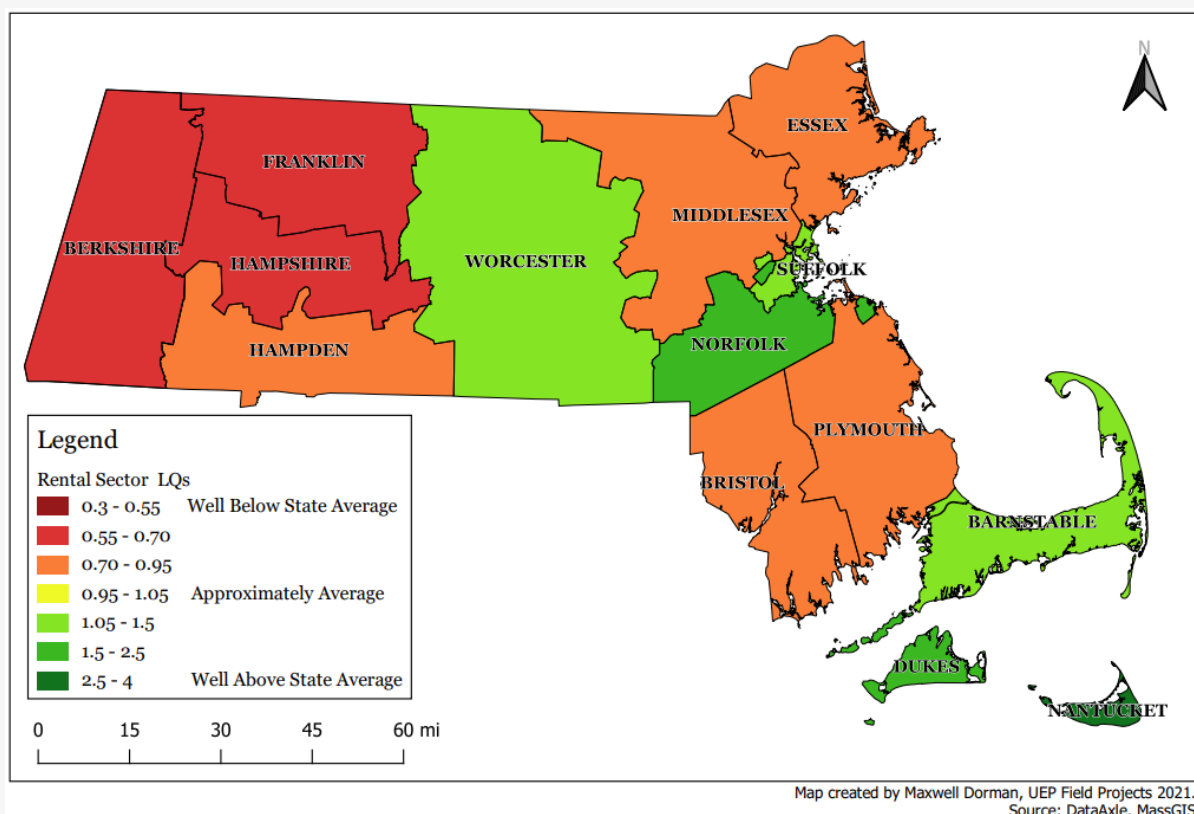 N
ESSEX
FRANKLIN
MIDDLESEX
BERKSHIRE
HAMPSHIRE
WORCESTER
SUFFOLK
NORFOLK
HAMPDEN
PLYMOUTH
BRISTOL
BARNSTABLE
DUKES
NANTUCKET
Legend
Rental Sector LQs
0.3 - 0.55 Well Below State Average
0.55 - 0.70
0.70 - 0.95
0.95 - 1.05 Approximately Average
1.05 - 1.5
1.5 - 2.5
2.5 - 4 Well Above State Average
0 15 30 45 60 mi
Map created by Maxwell Dorman, UEP Field Projects 2021.
Source: DataAxle, MassGIS